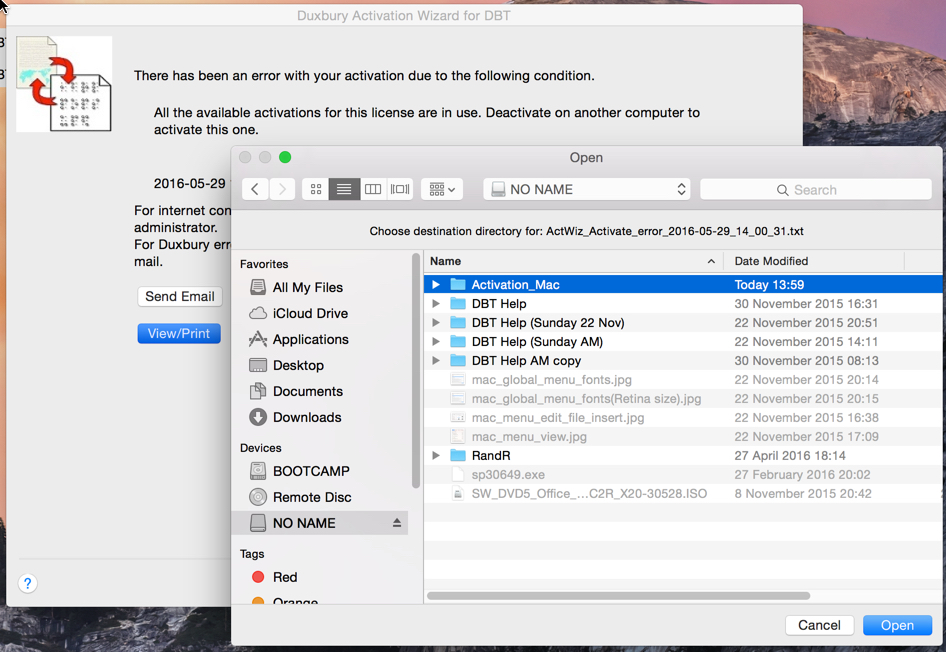 Duxbury Activation Wizard for DBT
There has been an error with your activation due to the following condition.
All the available activations for this license are in use. Deactivate on another computer to
activate this one.
2016-05-29
For internet con
administrator.
For Duxbury erro
mail.
Send Email
View/Print
?
Open
NO NAME
Search
Choose destination directory for: ActWiz_Activate_error_2016-05-29_14_00_31.txt
Favorites
All My Files
iCloud Drive
Applications
Desktop
Documents
Downloads
Devices
BOOTCAMP
Remote Disc
NO NAME
Tags
Red
Orange
Name Date Modified
Activation_Mac Today 13:59
DBT Help 30 November 2015 16:31
DBT Help (Sunday 22 Nov) 22 November 2015 20:51
DBT Help (Sunday AM) 22 November 2015 14:11
DBT Help AM copy 30 November 2015 08:13
mac_global_menu_fonts.jpg 22 November 2015 20:14
mac_global_menu_fonts(Retina size).jpg 22 November 2015 20:15
mac_menu_edit_file_insert.jpg 22 November 2015 16:38
mac_menu_view.jpg 22 November 2015 17:09
RandR 27 April 2016 18:14
sp30649.exe 27 February 2016 20:02
SW_DVD5_Office_...C2R_X20-30528.ISO 8 November 2015 20:42
Cancel
Open